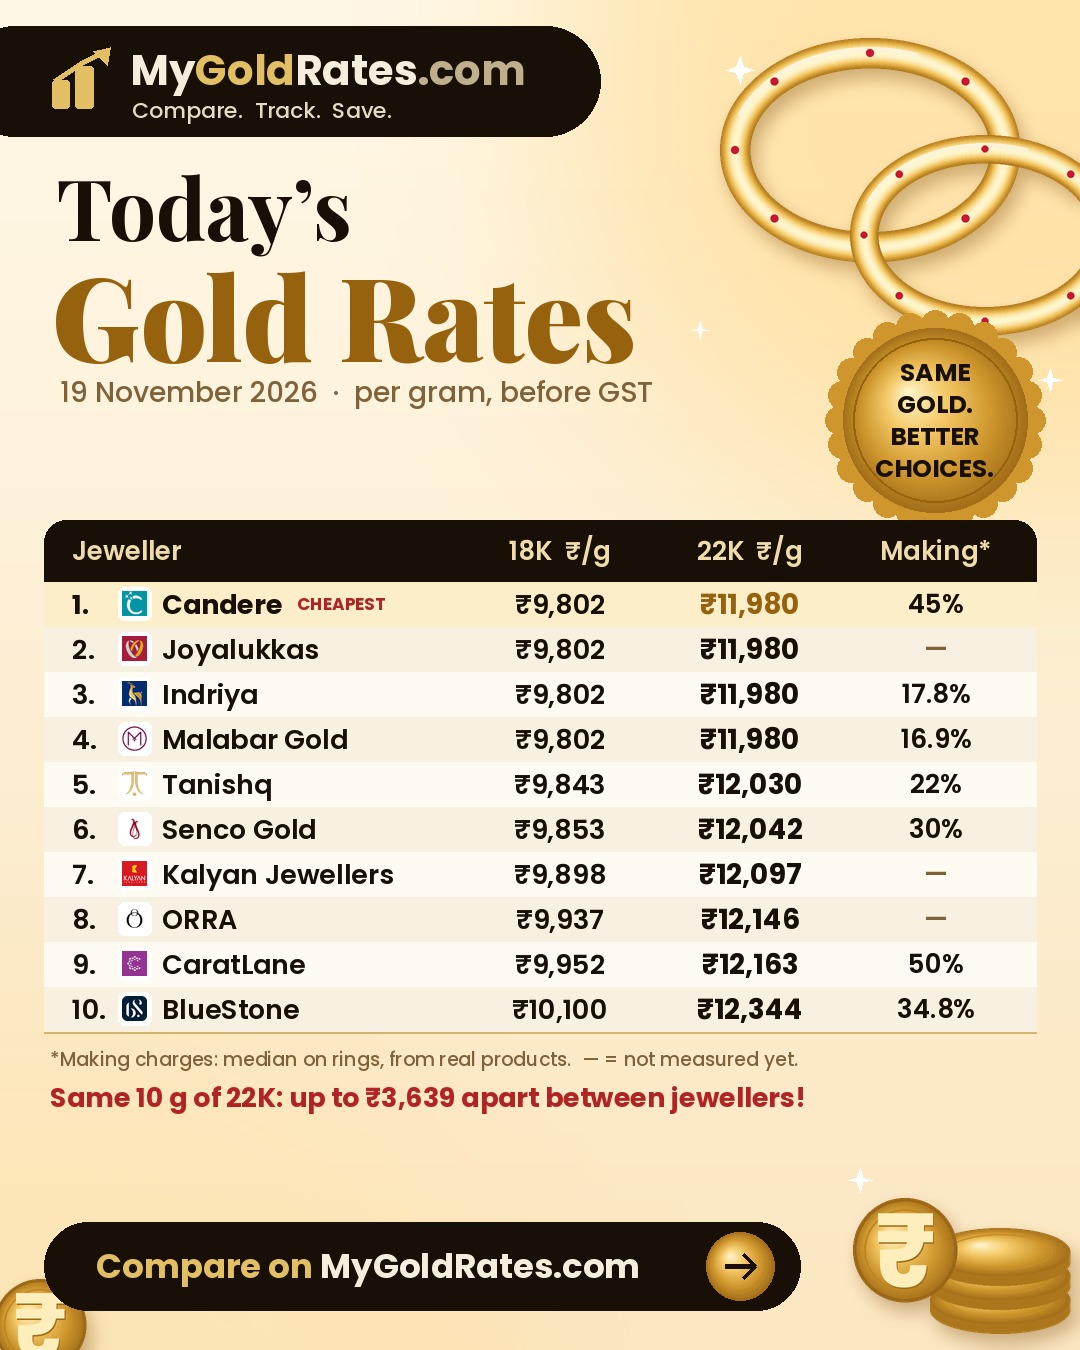 MyGoldRates.com
Compare. Track. Save.
Today's
Gold Rates
19 November 2026 · per gram, before GST
SAME
GOLD.
BETTER
CHOICES.
Jeweller 18K ₹/g 22K ₹/g Making*
1. Candere CHEAPEST ₹9,802 ₹11,980 45%
2. Joyalukkas ₹9,802 ₹11,980 —
3. Indriya ₹9,802 ₹11,980 17.8%
4. Malabar Gold ₹9,802 ₹11,980 16.9%
5. Tanishq ₹9,843 ₹12,030 22%
6. Senco Gold ₹9,853 ₹12,042 30%
7. KALYAN Kalyan Jewellers ₹9,898 ₹12,097 —
8. ORRA ₹9,937 ₹12,146 —
9. CaratLane ₹9,952 ₹12,163 50%
10. BlueStone ₹10,100 ₹12,344 34.8%
*Making charges: median on rings, from real products. — = not measured yet.
Same 10 g of 22K: up to ₹3,639 apart between jewellers!
Compare on MyGoldRates.com →
₹
₹